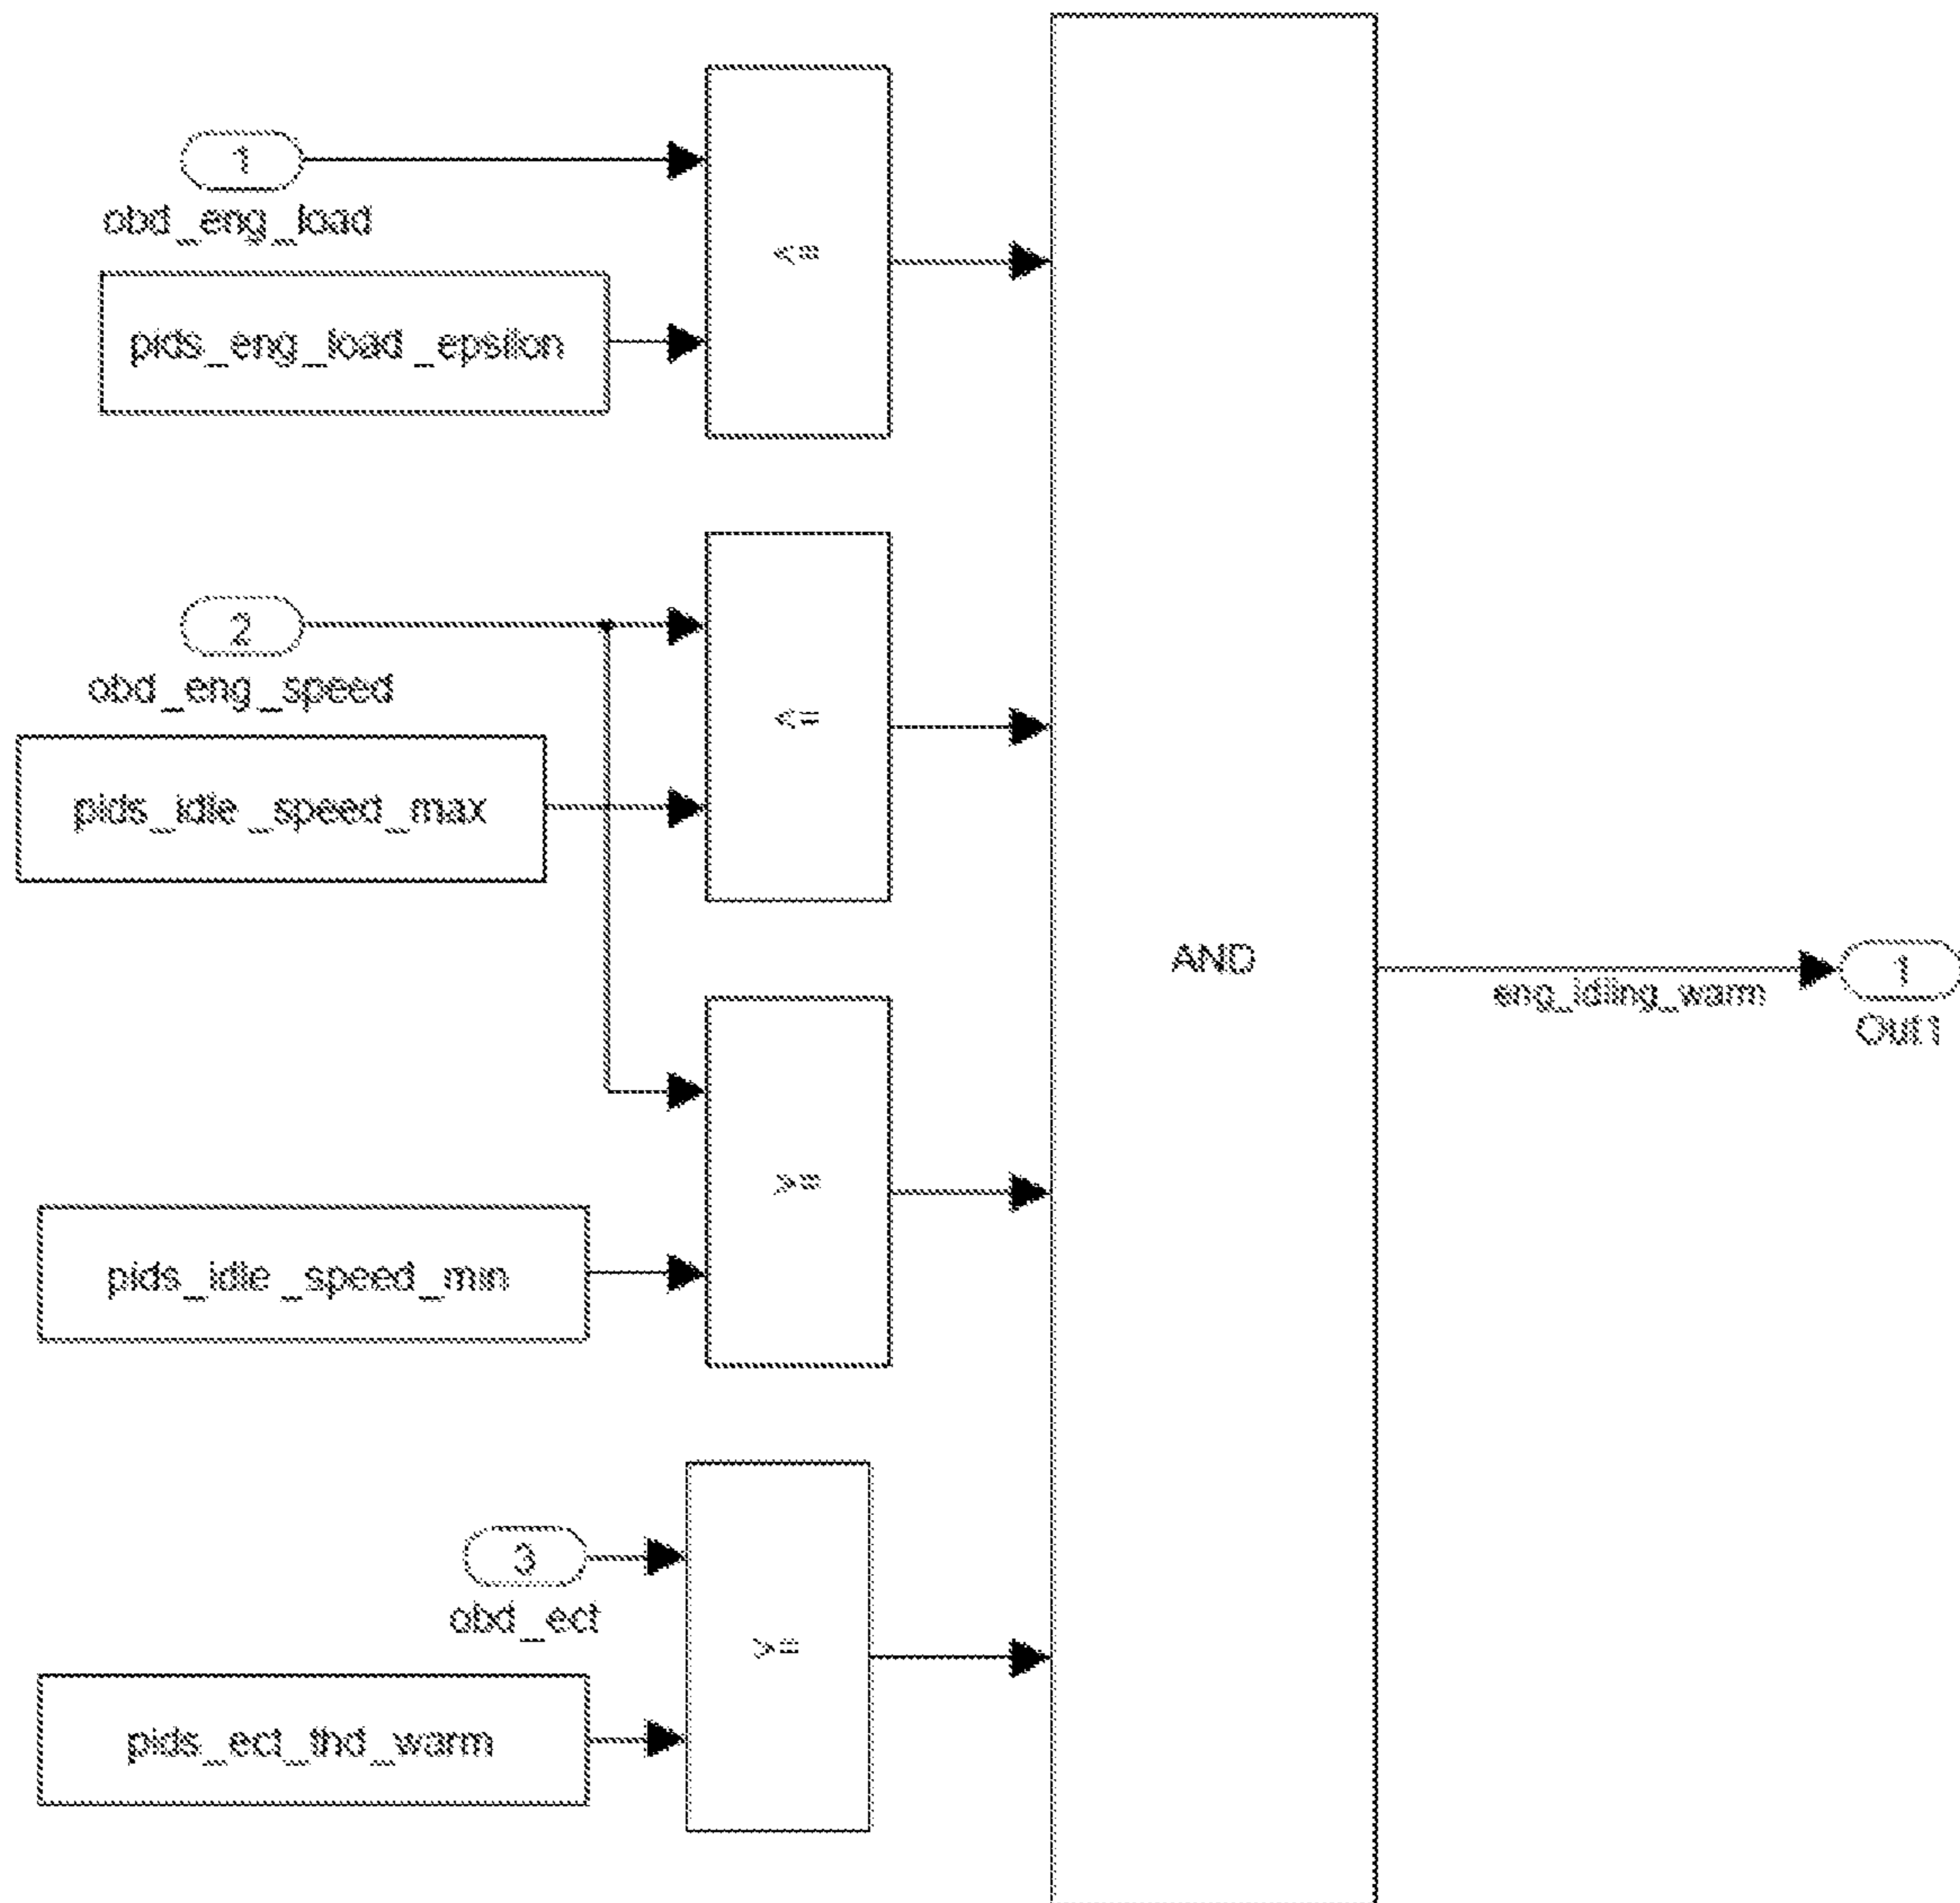 1
obd_eng_load
pids_eng_load_epsilon
<=
2
obd_eng_speed
pids_idle_speed_max
<=
pids_idle_speed_min
>=
3
obd_ect
pids_ect_thd_warm
>=
AND
eng_idling_warm
1
Out1